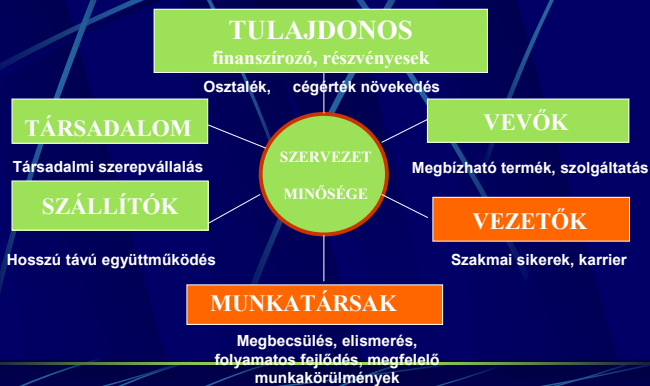 TULAJDONOS
finanszírozó, részvényesek
Osztalék, cégérték növekedés
TÁRSADALOM
Társadalmi szerepvállalás
VEVŐK
Megbízható termék, szolgáltatás
SZERVEZET
MINŐSÉGE
SZÁLLÍTÓK
Hosszú távú együttműködés
VEZETŐK
Szakmai sikerek, karrier
MUNKATÁRSAK
Megbecsülés, elismerés,
folyamatos fejlődés, megfelelő
munkakörülmények